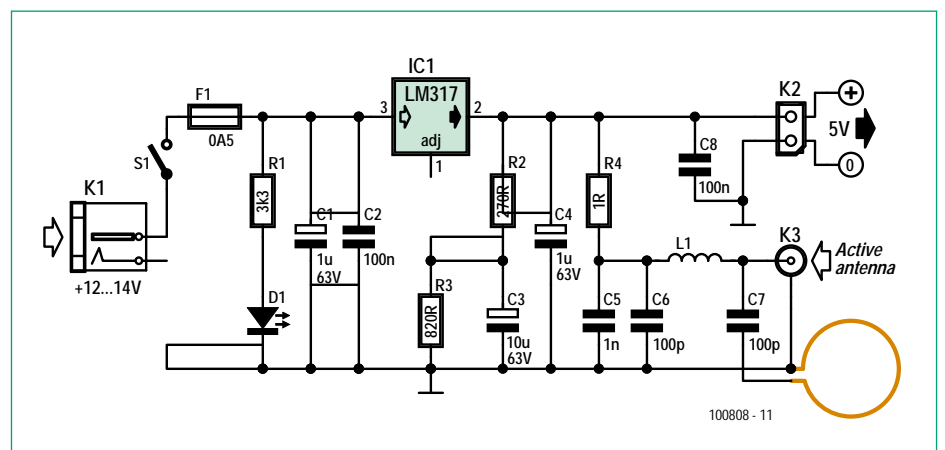 IC1
LM317
3
2
adj
1
F1
0A5
S1
K1
+12...14V
R1
3k3
D1
C1
1u
63V
C2
100n
R2
270R
R3
820R
C3
10u
63V
C4
1u
63V
R4
1R
C5
1n
C6
100p
L1
C7
100p
C8
100n
K2
+
5V
0
K3
Active
antenna
100808 - 11